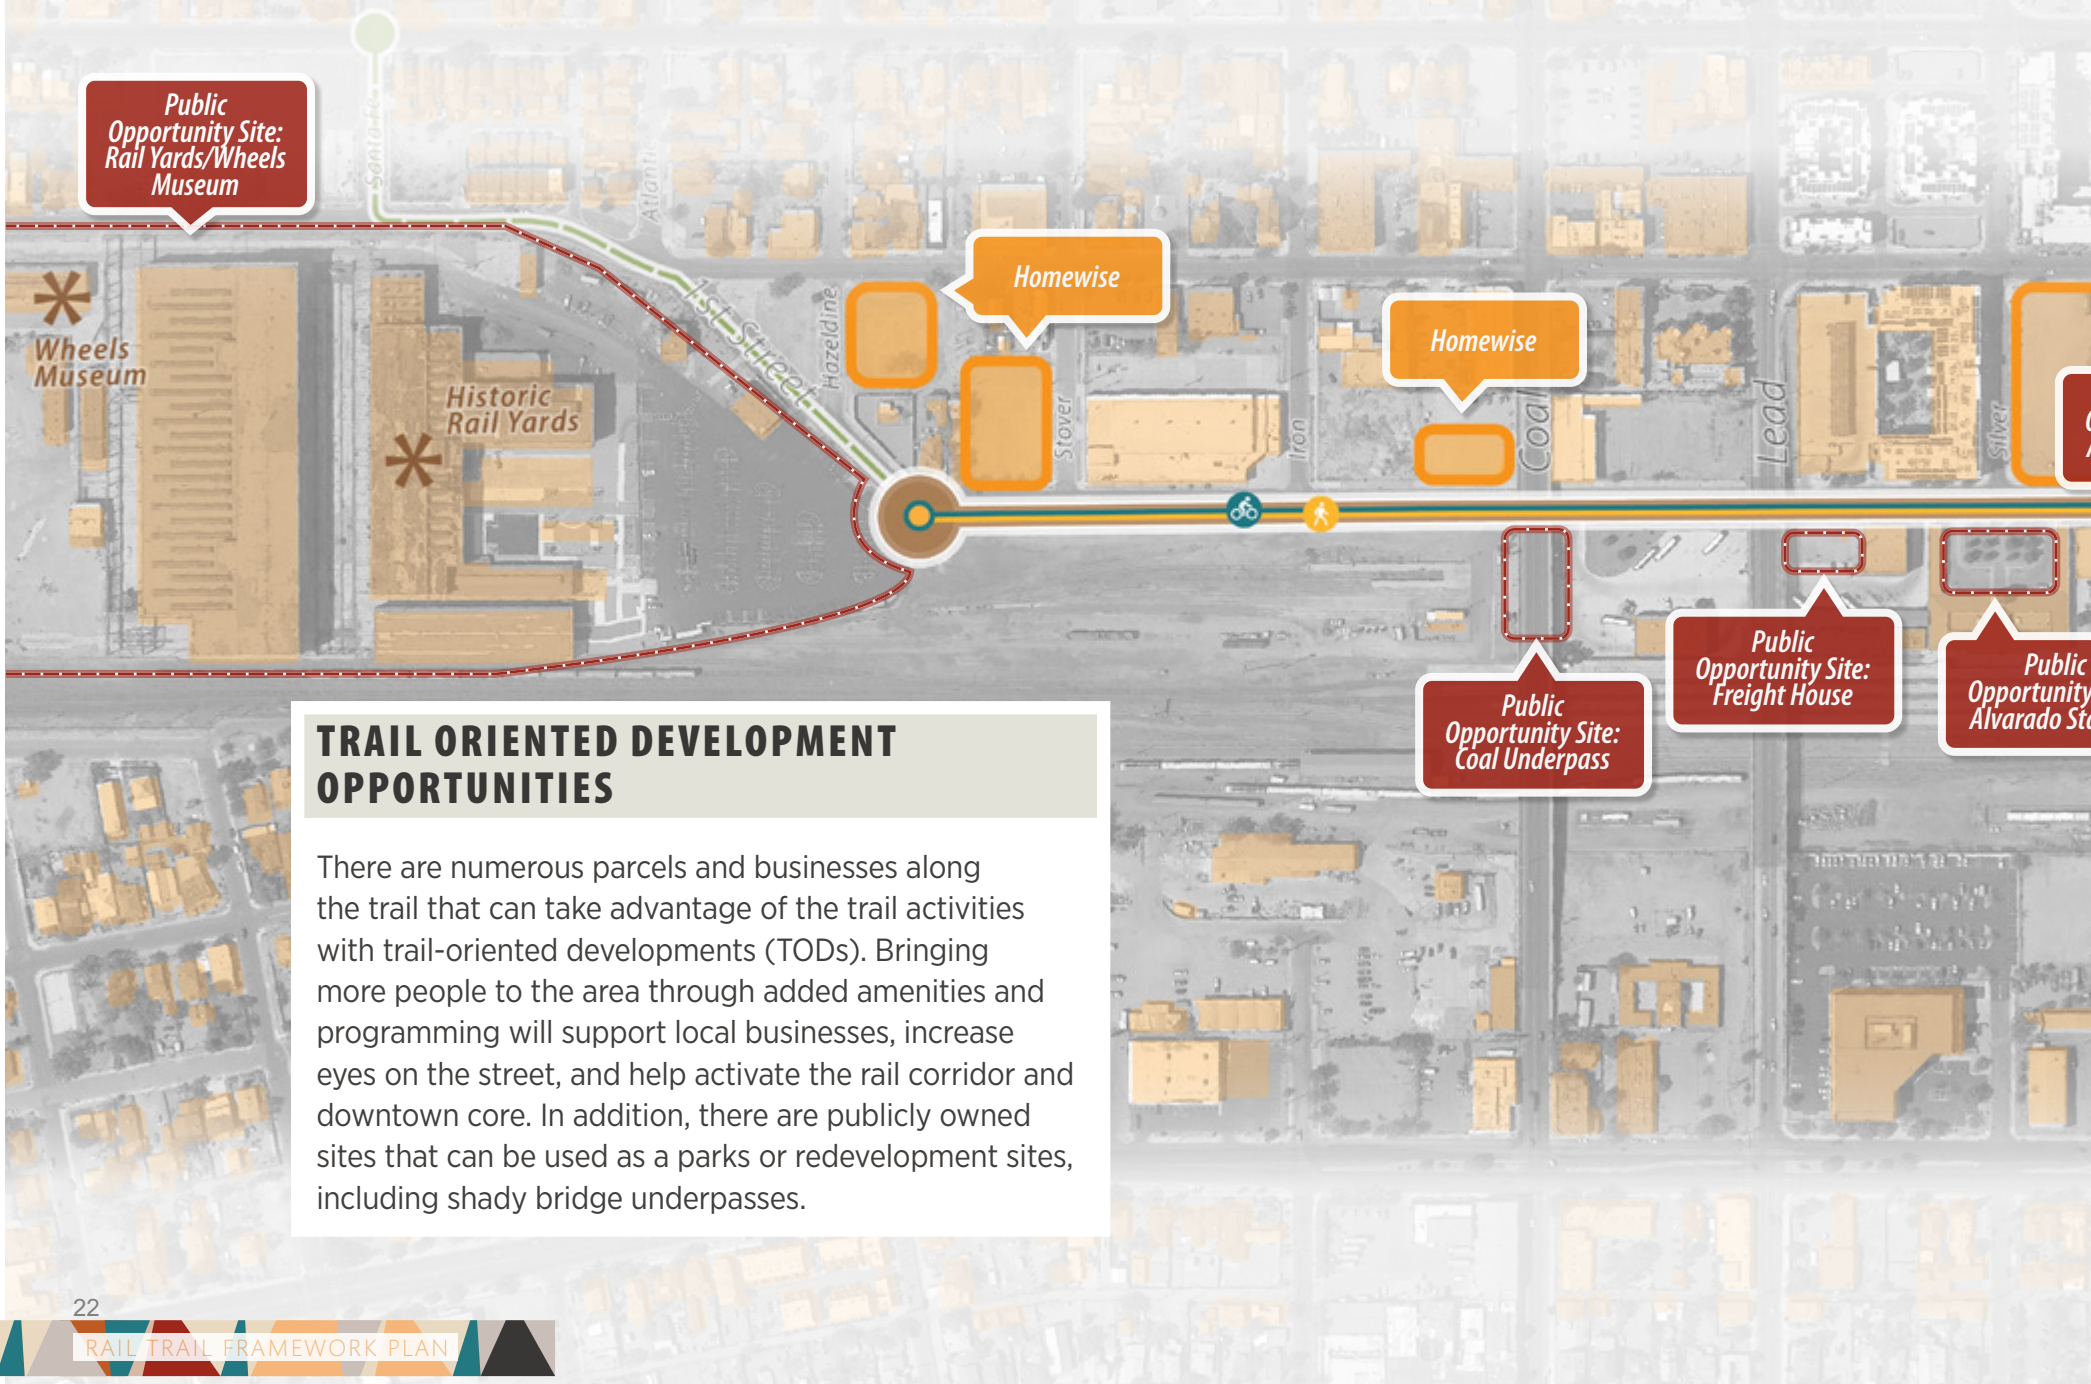 Public
Opportunity Site:
Rail Yards/Wheels
Museum
Santa Fe
Atlantic
1st Street
Hazeldine
Homewise
Stover
Iron
Homewise
Coal
Lead
Silver
Wheels
Museum
Historic
Rail Yards
Public
Opportunity Site:
Coal Underpass
Public
Opportunity Site:
Freight House
Public
Opportunity
Alvarado Sta
TRAIL ORIENTED DEVELOPMENT
OPPORTUNITIES
There are numerous parcels and businesses along
the trail that can take advantage of the trail activities
with trail-oriented developments (TODs). Bringing
more people to the area through added amenities and
programming will support local businesses, increase
eyes on the street, and help activate the rail corridor and
downtown core. In addition, there are publicly owned
sites that can be used as a parks or redevelopment sites,
including shady bridge underpasses.
22
RAIL TRAIL FRAMEWORK PLAN